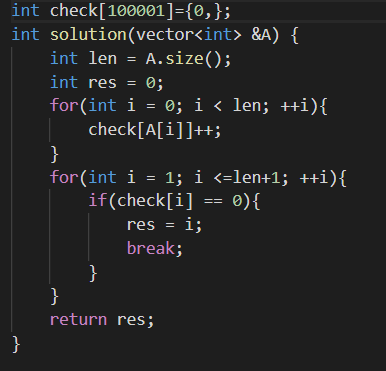 int check[100001]={0,};
int solution(vector<int> &A) {
    int len = A.size();
    int res = 0;
    for(int i = 0; i < len; ++i){
        check[A[i]]++;
    }
    for(int i = 1; i <=len+1; ++i){
        if(check[i] == 0){
            res = i;
            break;
        }
    }
    return res;
}